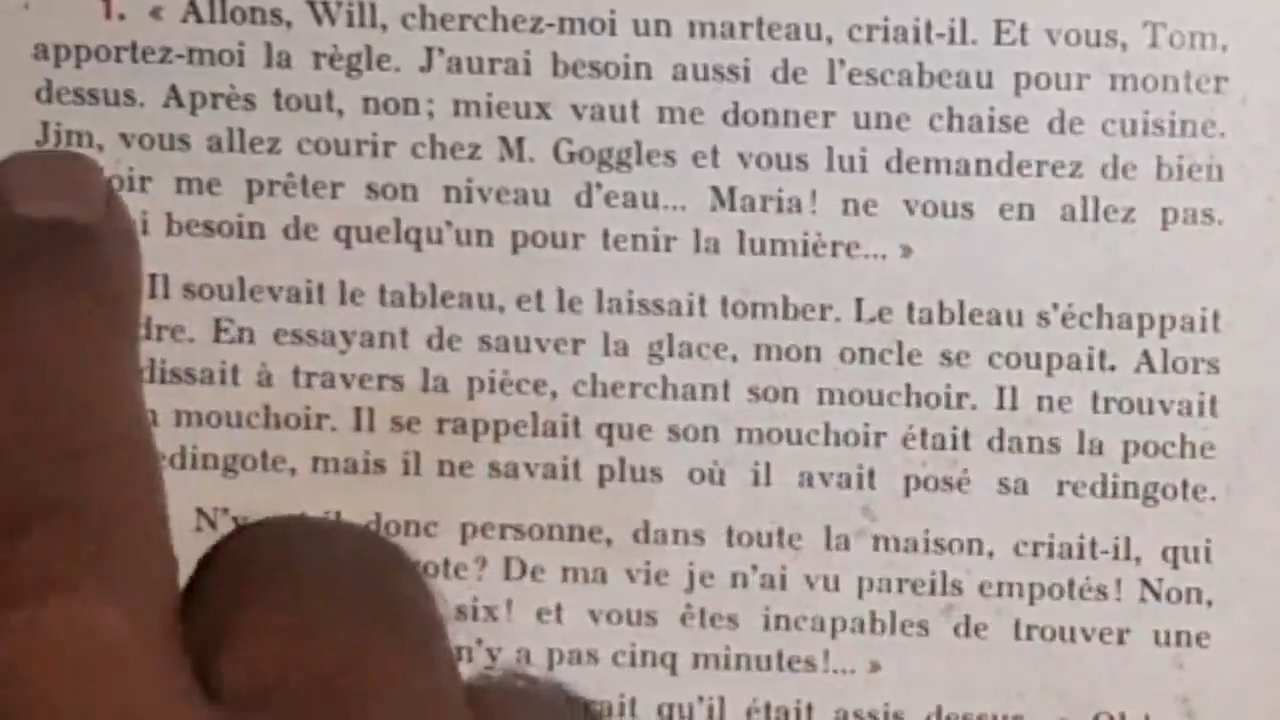 1. « Allons, Will, cherchez-moi un marteau, criait-il. Et vous, Tom,
apportez-moi la règle. J'aurai besoin aussi de l'escabeau pour monter
dessus. Après tout, non; mieux vaut me donner une chaise de cuisine.
Jim, vous allez courir chez M. Goggles et vous lui demanderez de bien
me prêter son niveau d'eau... Maria! ne vous en allez pas.
besoin de quelqu'un pour tenir la lumière... »
Il soulevait le tableau, et le laissait tomber. Le tableau s'échappait
En essayant de sauver la glace, mon oncle se coupait. Alors
à travers la pièce, cherchant son mouchoir. Il ne trouvait
mouchoir. Il se rappelait que son mouchoir était dans la poche
mais il ne savait plus où il avait posé sa redingote.
donc personne, dans toute la maison, criait-il, qui
De ma vie je n'ai vu pareils empotés! Non,
six! et vous êtes incapables de trouver une
n'y a pas cinq minutes!... »
qu'il était assis dessus.